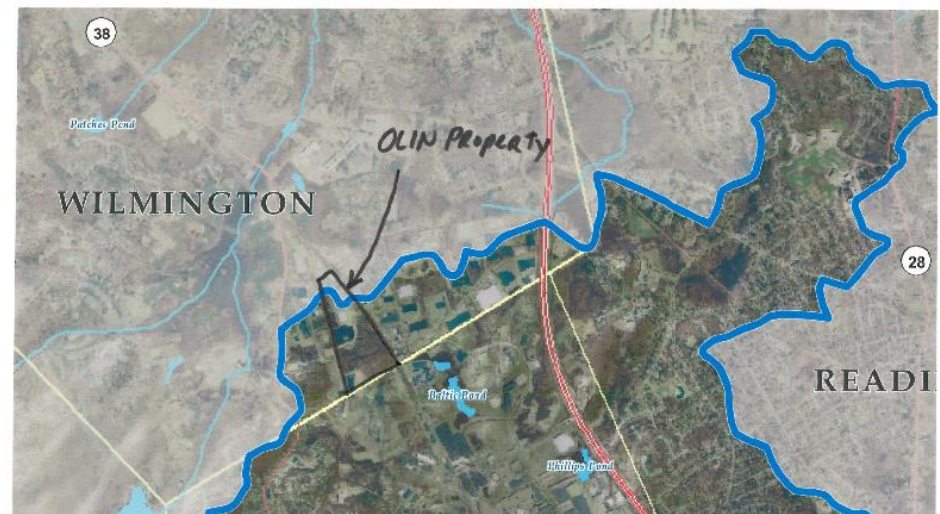 38
Patches Pond
OLIN PROPERTY
WILMINGTON
28
READI
Baltic Pond
Phillips Pond